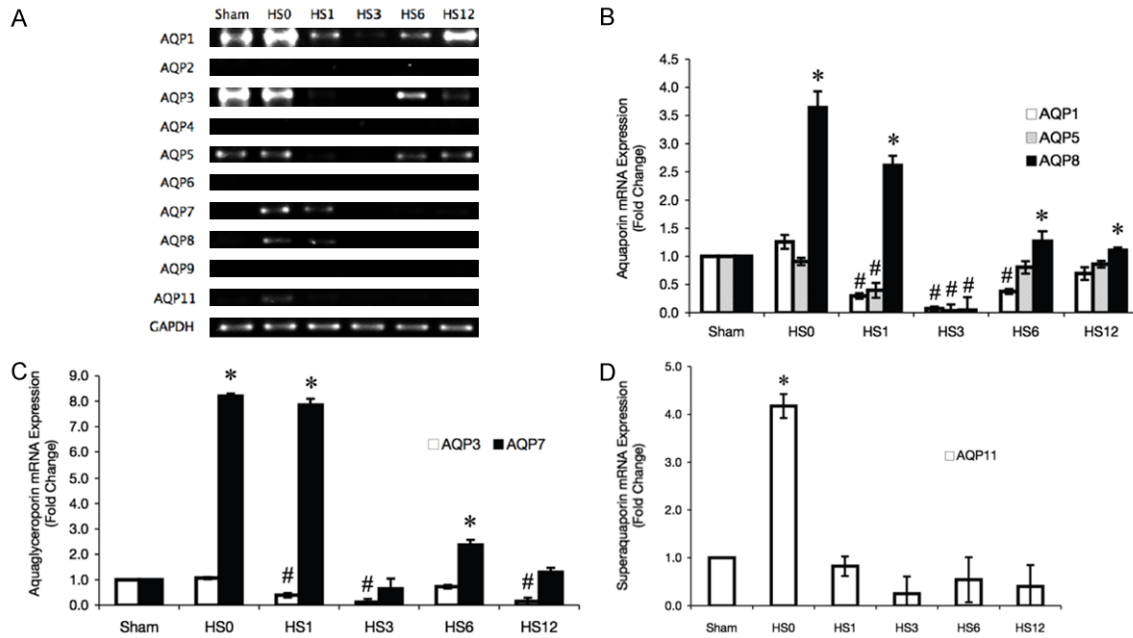 A
Sham HS0 HS1 HS3 HS6 HS12
AQP1
AQP2
AQP3
AQP4
AQP5
AQP6
AQP7
AQP8
AQP9
AQP11
GAPDH
B
Aquaporin mRNA Expression
(Fold Change)
4.5
4.0
3.5
3.0
2.5
2.0
1.5
1.0
0.5
0.0
* * * *
# # # # # #
AQP1
AQP5
AQP8
Sham HS0 HS1 HS3 HS6 HS12
C
Aquaglyceroporin mRNA Expression
(Fold Change)
9.0
8.0
7.0
6.0
5.0
4.0
3.0
2.0
1.0
0.0
* * *
# # #
AQP3 AQP7
Sham HS0 HS1 HS3 HS6 HS12
D
Superaquaporin mRNA Expression
(Fold Change)
5.0
4.0
3.0
2.0
1.0
0.0
*
AQP11
Sham HS0 HS1 HS3 HS6 HS12